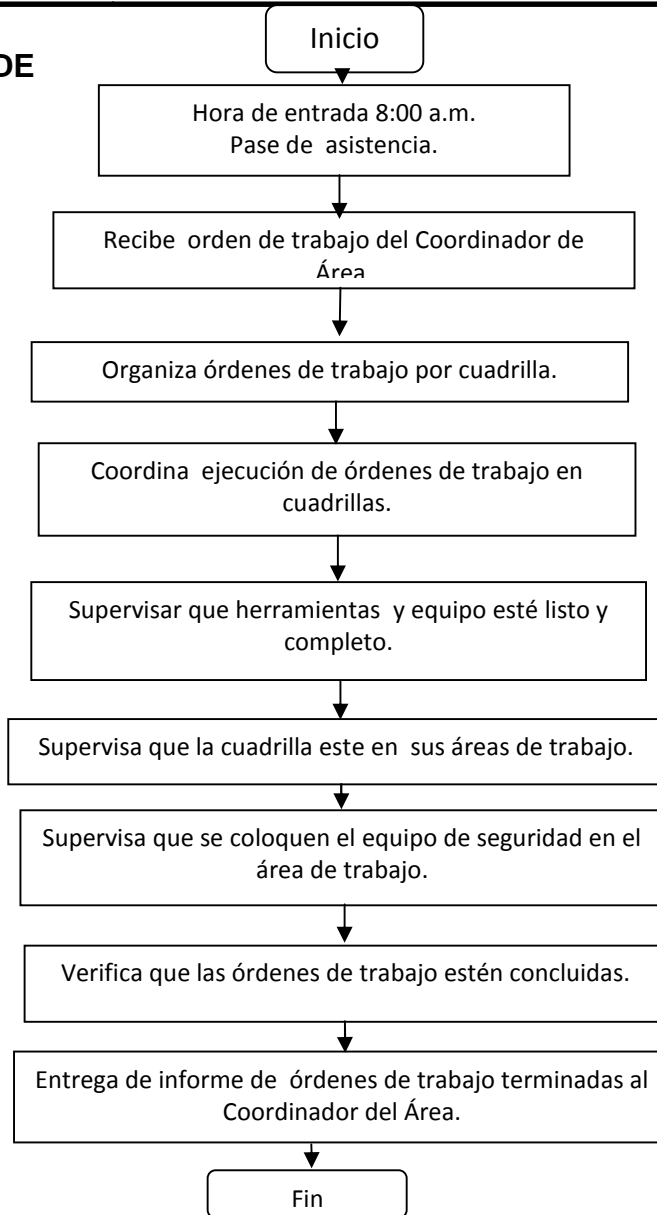 Inicio
DE
Hora de entrada 8:00 a.m.
Pase de asistencia.
Recibe orden de trabajo del Coordinador de
Área
Organiza órdenes de trabajo por cuadrilla.
Coordina ejecución de órdenes de trabajo en
cuadrillas.
Supervisar que herramientas y equipo esté listo y
completo.
Supervisa que la cuadrilla este en sus áreas de trabajo.
Supervisa que se coloquen el equipo de seguridad en el
área de trabajo.
Verifica que las órdenes de trabajo estén concluidas.
Entrega de informe de órdenes de trabajo terminadas al
Coordinador del Área.
Fin